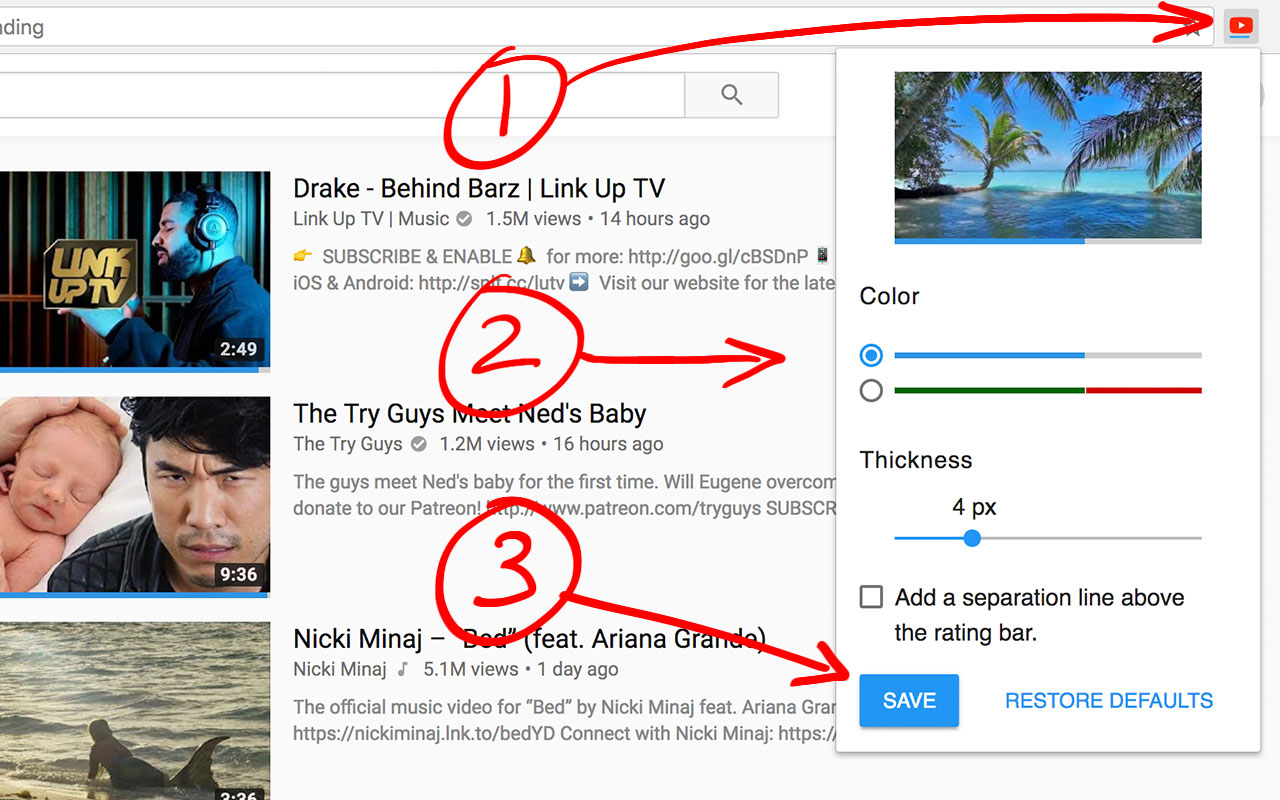 nding
1
Drake - Behind Barz | Link Up TV
Link Up TV | Music 1.5M views • 14 hours ago
👉 SUBSCRIBE & ENABLE 🔔 for more: http://goo.gl/cBSDnP 📱
iOS & Android: http://splt.cc/lutv ➡️ Visit our website for the late
LINK
UP TV
2:49
2
The Try Guys Meet Ned's Baby
The Try Guys 1.2M views • 16 hours ago
The guys meet Ned's baby for the first time. Will Eugene overcom
donate to our Patreon! http://www.patreon.com/tryguys SUBSCR
9:36
3
Nicki Minaj – “Bed” (feat. Ariana Grande)
Nicki Minaj 5.1M views • 1 day ago
The official music video for “Bed” by Nicki Minaj feat. Ariana Gran
https://nickiminaj.lnk.to/bedYD Connect with Nicki Minaj: https:/
3:36
Color
Thickness
4 px
Add a separation line above
the rating bar.
SAVE RESTORE DEFAULTS